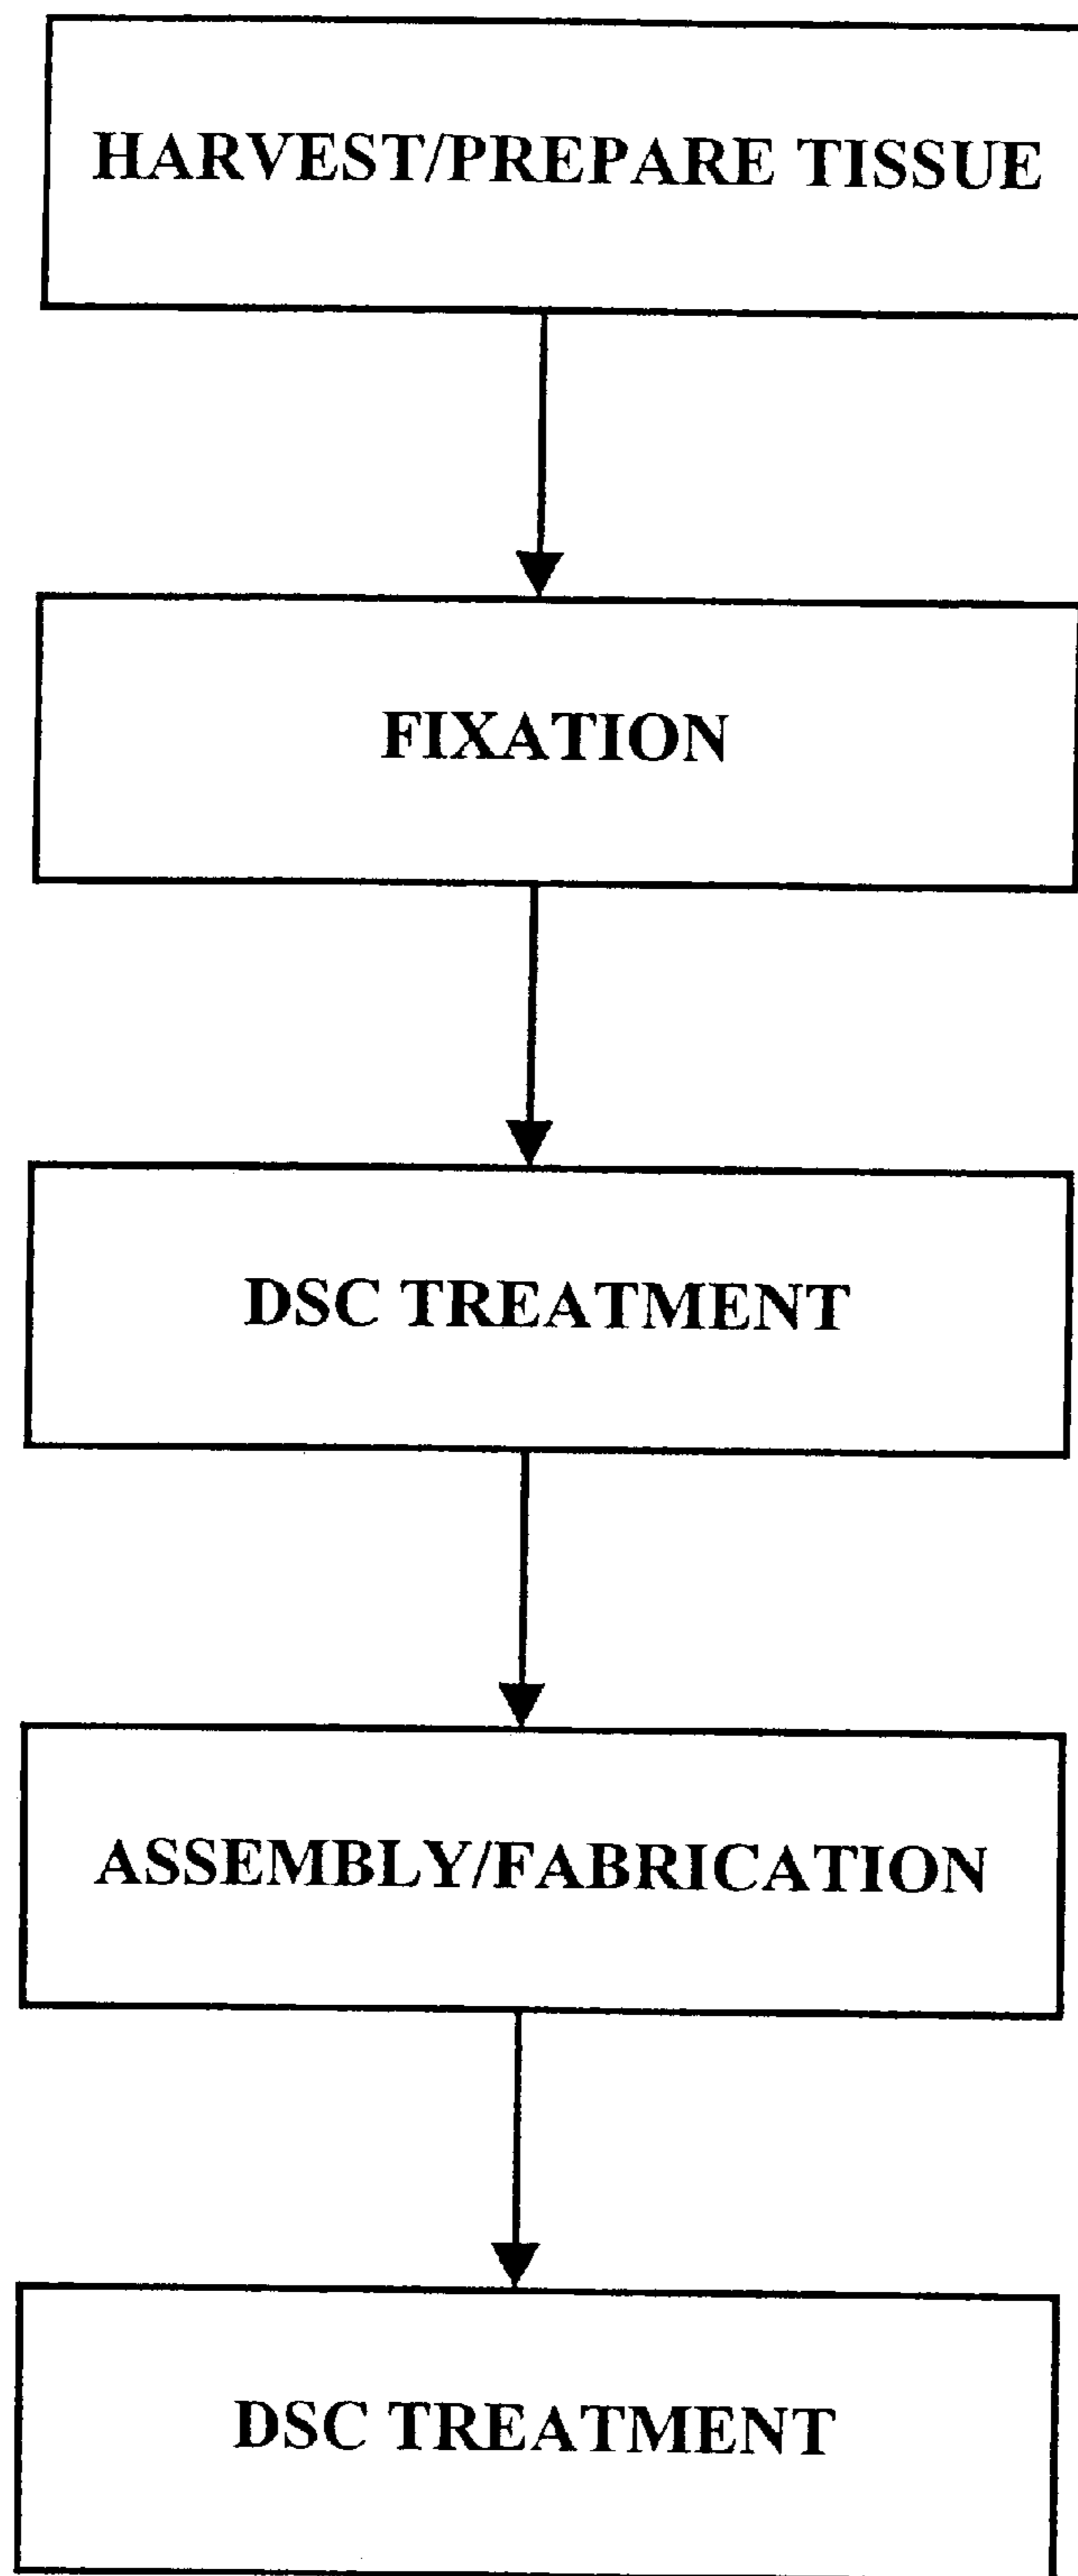 HARVEST/PREPARE TISSUE
FIXATION
DSC TREATMENT
ASSEMBLY/FABRICATION
DSC TREATMENT